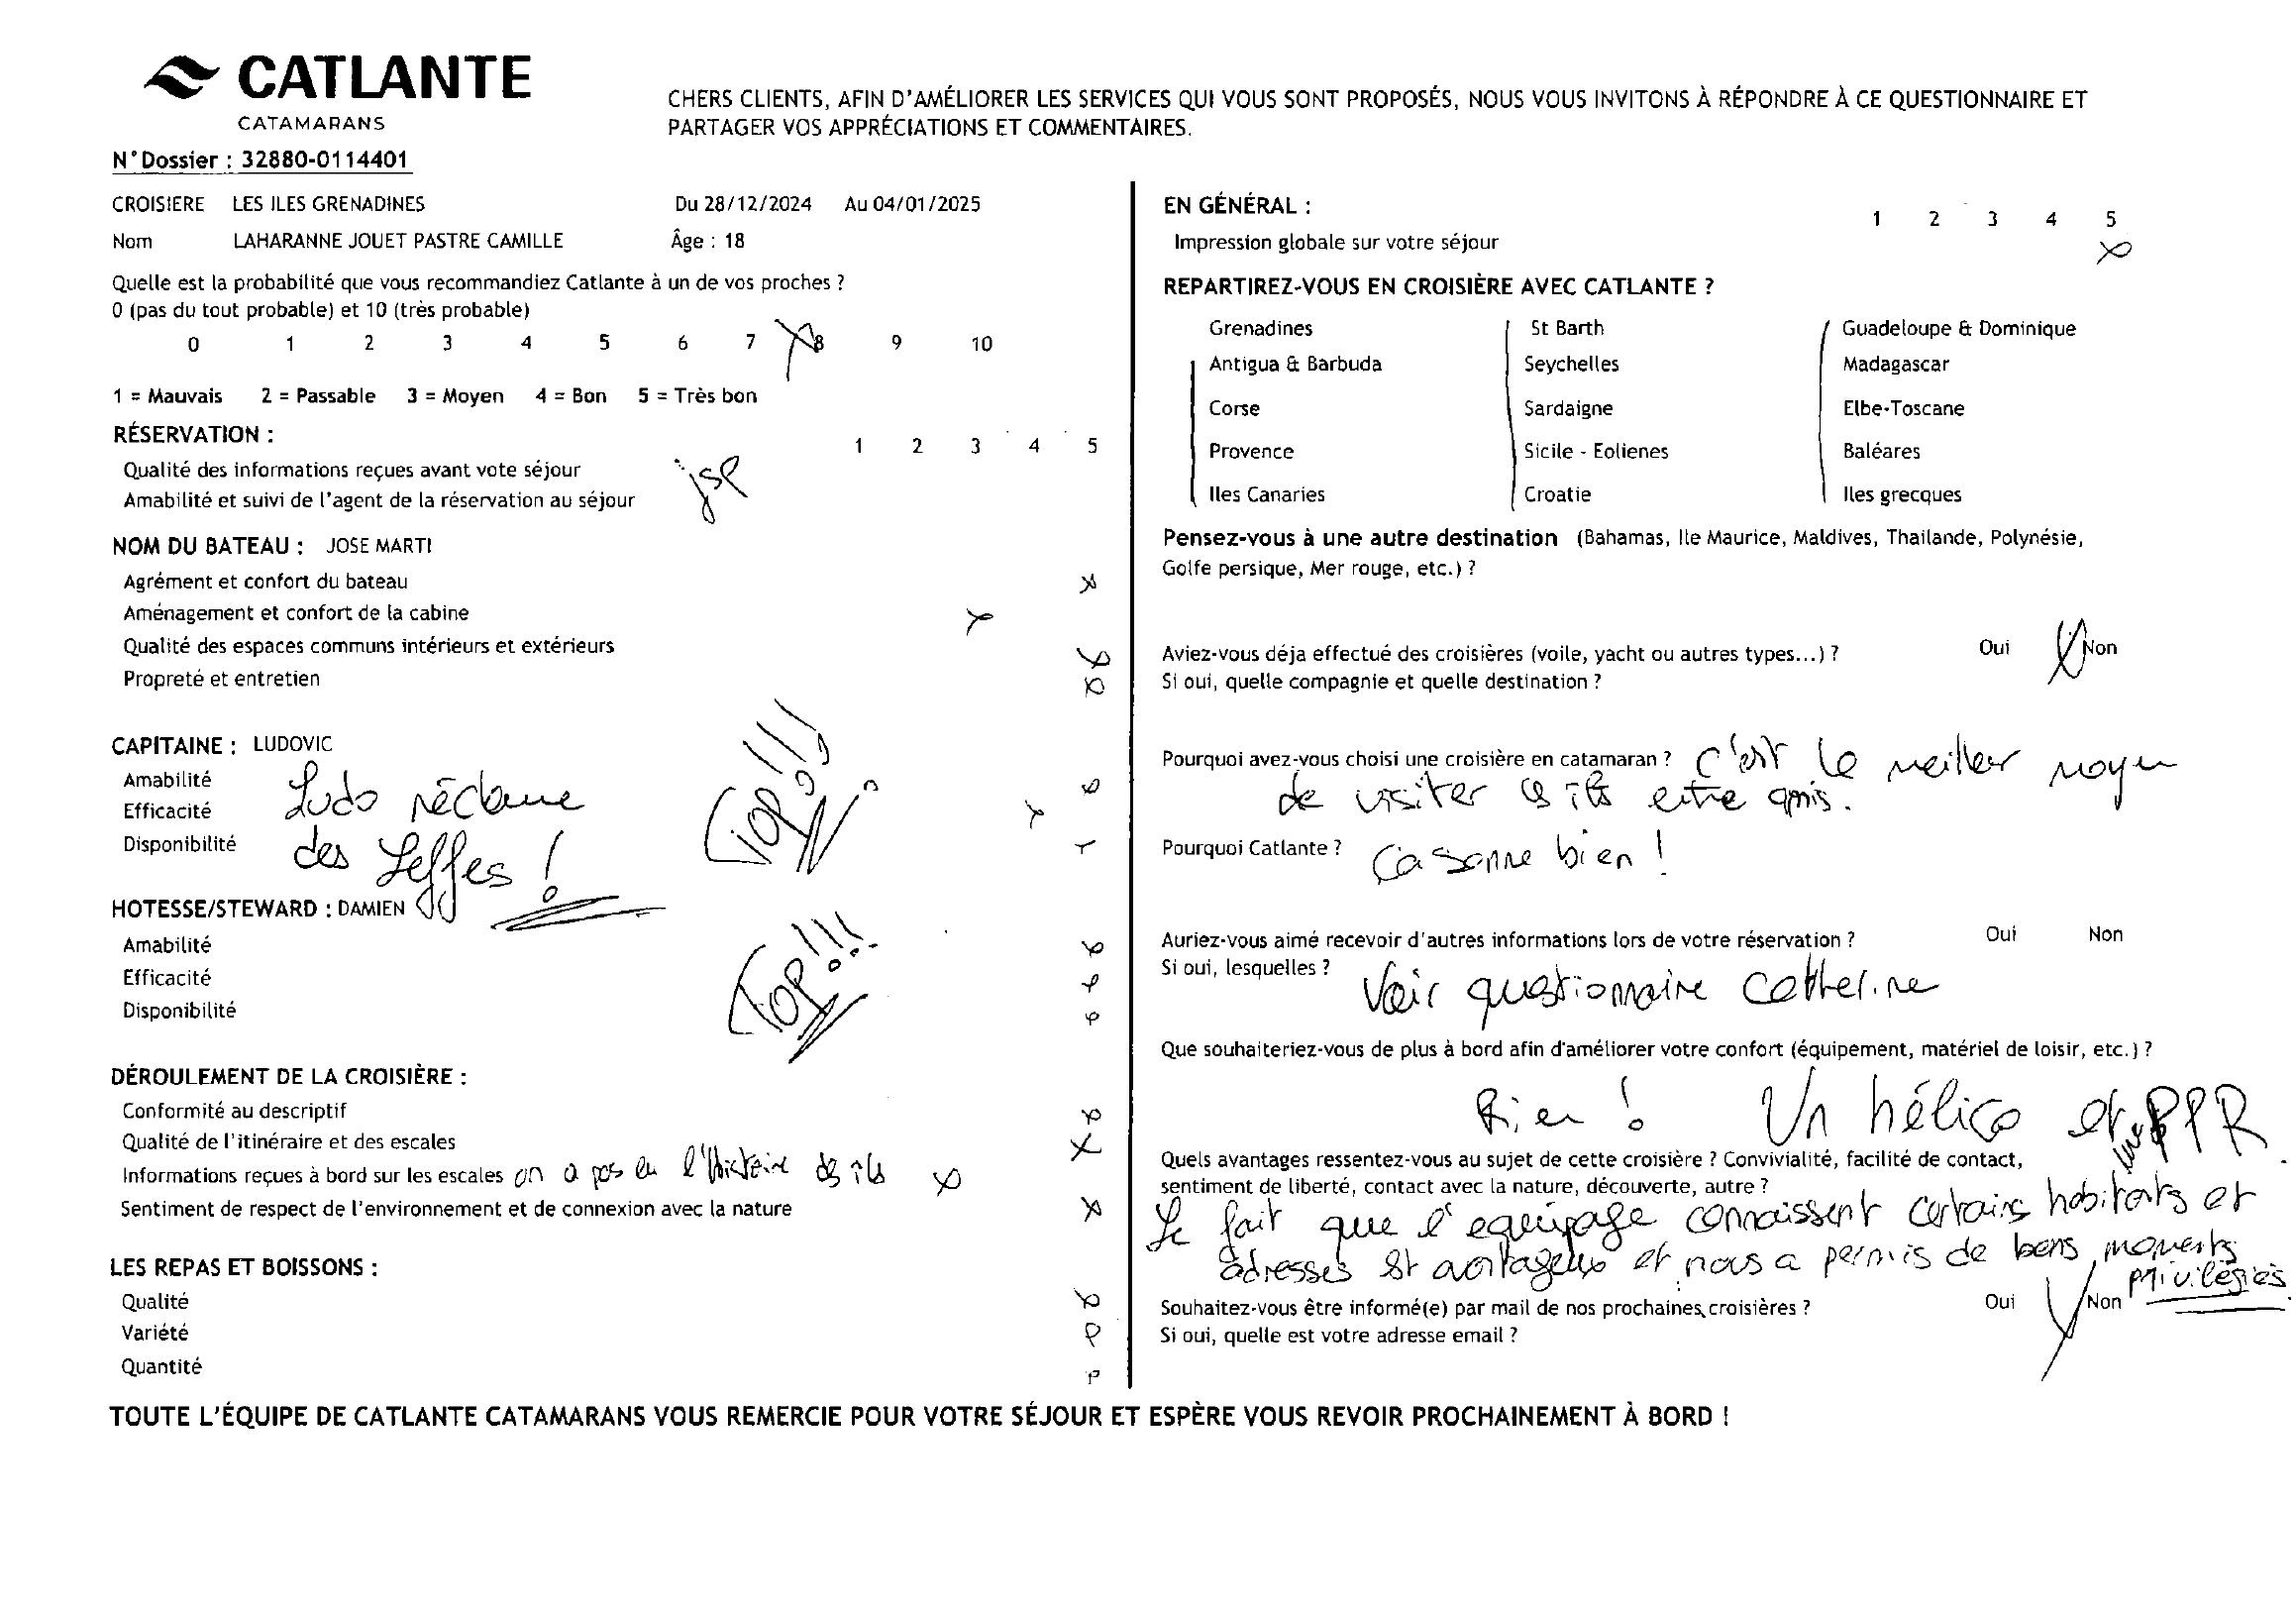 CATLANTE
CATAMARANS
CHERS CLIENTS, AFIN D'AMÉLIORER LES SERVICES QUI VOUS SONT PROPOSÉS, NOUS VOUS INVITONS À RÉPONDRE À CE QUESTIONNAIRE ET
PARTAGER VOS APPRÉCIATIONS ET COMMENTAIRES.
N°Dossier : 32880-0114401
CROISIERE LES ILES GRENADINES Du 28/12/2024 Au 04/01/2025
Nom LAHARANNE JOUET PASTRE CAMILLE Âge : 18
Quelle est la probabilité que vous recommandiez Catlante à un de vos proches ?
0 (pas du tout probable) et 10 (très probable)
0 1 2 3 4 5 6 7 8 9 10
1 = Mauvais 2 = Passable 3 = Moyen 4 = Bon 5 = Très bon
RÉSERVATION : 1 2 3 4 5
Qualité des informations reçues avant vote séjour
jsp
Amabilité et suivi de l'agent de la réservation au séjour
NOM DU BATEAU : JOSE MARTI
Agrément et confort du bateau
Aménagement et confort de la cabine
Qualité des espaces communs intérieurs et extérieurs
Propreté et entretien
CAPITAINE : LUDOVIC
Amabilité
Efficacité
Disponibilité
Ludo réclame
des Leffes !
Top !!!
HOTESSE/STEWARD : DAMIEN
Amabilité
Efficacité
Disponibilité
Top !!!
DÉROULEMENT DE LA CROISIÈRE :
Conformité au descriptif
Qualité de l'itinéraire et des escales
Informations reçues à bord sur les escales on a pas eu l'histoire des îles
Sentiment de respect de l'environnement et de connexion avec la nature
LES REPAS ET BOISSONS :
Qualité
Variété
Quantité
EN GÉNÉRAL :
1 2 3 4 5
Impression globale sur votre séjour
REPARTIREZ-VOUS EN CROISIÈRE AVEC CATLANTE ?
Grenadines St Barth Guadeloupe & Dominique
Antigua & Barbuda Seychelles Madagascar
Corse Sardaigne Elbe-Toscane
Provence Sicile - Eoliennes Baléares
Iles Canaries Croatie Iles grecques
Pensez-vous à une autre destination (Bahamas, Ile Maurice, Maldives, Thailande, Polynésie,
Golfe persique, Mer rouge, etc.) ?
Aviez-vous déja effectué des croisières (voile, yacht ou autres types...) ? Oui Non
Si oui, quelle compagnie et quelle destination ?
Pourquoi avez-vous choisi une croisière en catamaran ? c'est le meiller moyen
de visiter les îles entre amis.
Pourquoi Catlante ? Ca sonne bien !
Auriez-vous aimé recevoir d'autres informations lors de votre réservation ? Oui Non
Si oui, lesquelles ? Voir questionnaire Catherine
Que souhaiteriez-vous de plus à bord afin d'améliorer votre confort (équipement, matériel de loisir, etc.) ?
Rien ! Un hélico et une PPR.
Quels avantages ressentez-vous au sujet de cette croisière ? Convivialité, facilité de contact,
sentiment de liberté, contact avec la nature, découverte, autre ?
Le fait que l'equipage connaissent certains habitants et
adresses est avantageux et nous a permis de bons moments
privilégiés
Souhaitez-vous être informé(e) par mail de nos prochaines croisières ? Oui Non
Si oui, quelle est votre adresse email ?
TOUTE L'ÉQUIPE DE CATLANTE CATAMARANS VOUS REMERCIE POUR VOTRE SÉJOUR ET ESPÈRE VOUS REVOIR PROCHAINEMENT À BORD !